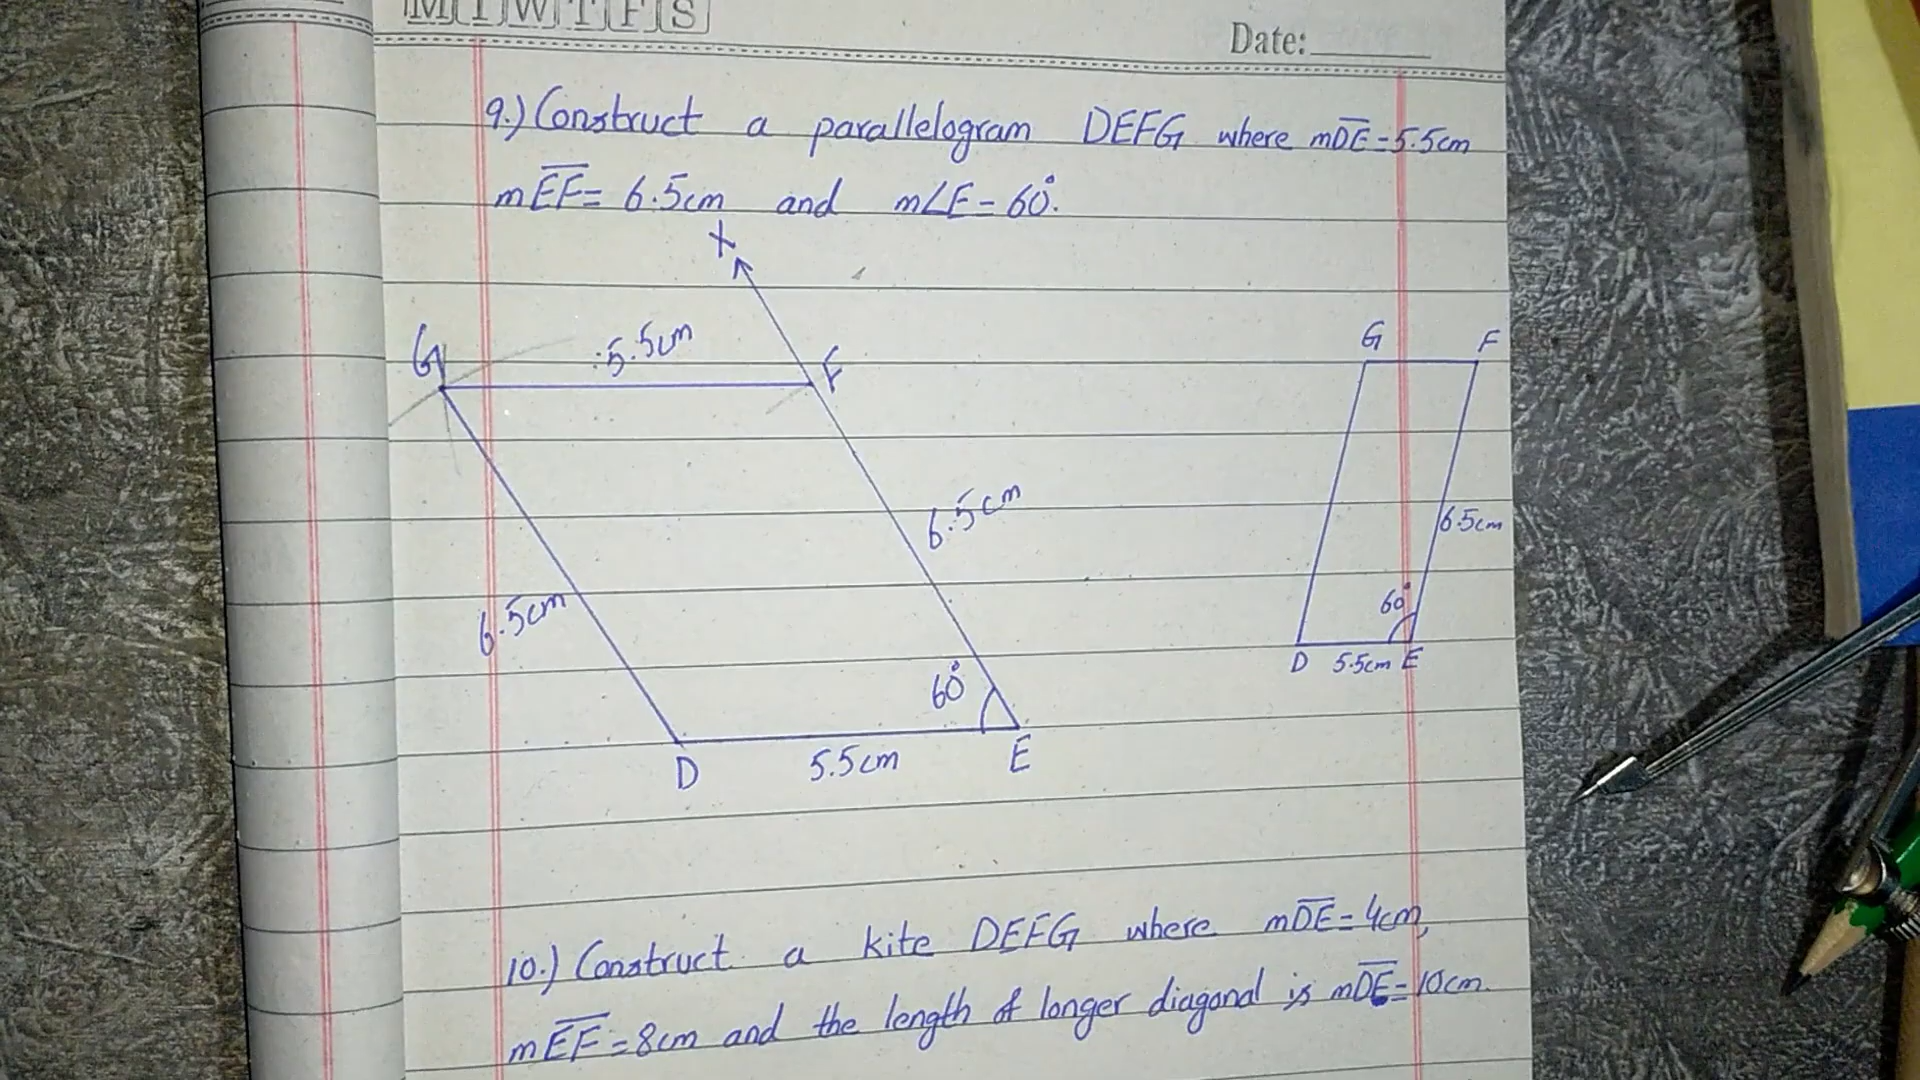 M T W T F S
Date:
9.) Construct a parallelogram DEFG where mDE = 5.5cm
mEF = 6.5cm and m∠E = 60°.
X
G 5.5cm F
G F
6.5cm
6.5cm
6.5cm
60°
60°
D 5.5cm E
D 5.5cm E
10.) Construct a kite DEFG where mDE = 4cm,
mEF = 8cm and the length of longer diagonal is mDE = 10cm.